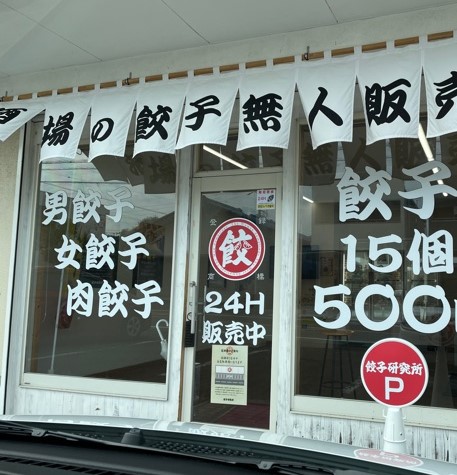 場の餃子無人販売
男餃子
女餃子
肉餃子
餃
24H
販売中
餃子
15個
500
餃子研究所
P